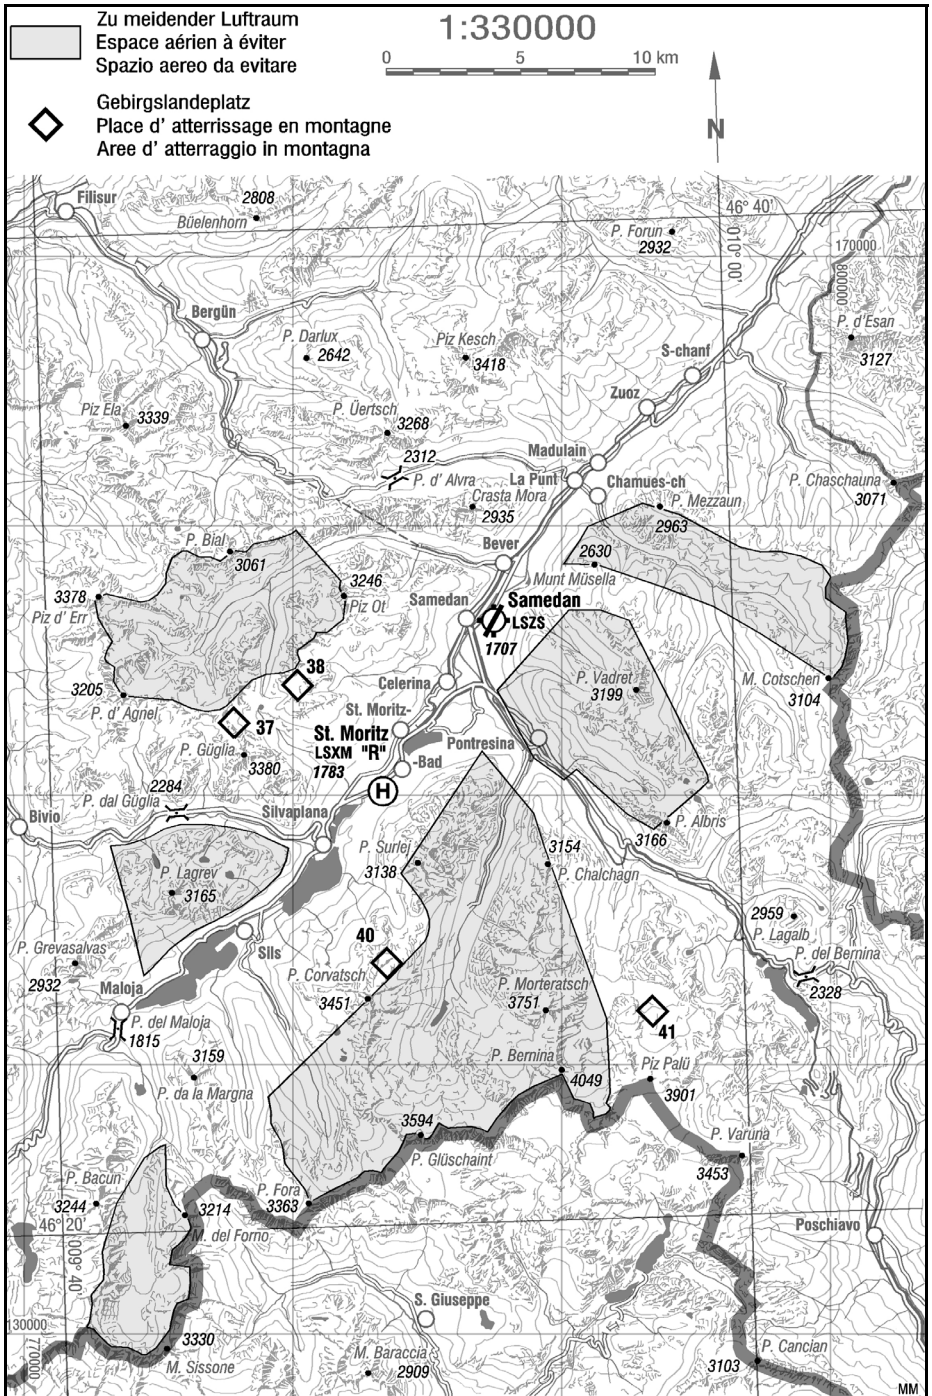 Zu meidender Luftraum
Espace aérien à éviter
Spazio aereo da evitare
1:330000
0 5 10 km
Gebirgslandeplatz
Place d' atterrissage en montagne
Aree d' atterraggio in montagna
N
Filisur
2808
Büelenhorn
46° 40'
P. Forun
2932
010° 00'
170000
800000
Bergün
P. Darlux
2642
Piz Kesch
3418
P. d'Esan
3127
S-chanf
Zuoz
Piz Ela
3339
P. Üertsch
3268
2312
P. d' Alvra
Madulain
La Punt
Chamues-ch
P. Chaschauna
3071
Crasta Mora
2935
P. Mezzaun
2963
P. Bial
3061
Bever
2630
Munt Müsella
3378
Piz d' Err
3246
Piz Ot
Samedan
Samedan
LSZS
1707
38
3205
P. d' Agnel
Celerina
P. Vadret
3199
M. Cotschen
3104
37
St. Moritz-
St. Moritz
LSXM "R"
1783
-Bad
Pontresina
P. Güglia
3380
H
2284
P. dal Güglia
Bivio
Silvaplana
P. Albris
3166
P. Surlej
3138
3154
P. Chalchagn
P. Lagrev
3165
2959
P. Lagalb
P. Grevasalvas
2932
Sils
40
P. del Bernina
2328
Maloja
P. Corvatsch
3451
P. Morteratsch
3751
41
P. del Maloja
1815
3159
P. da la Margna
P. Bernina
4049
Piz Palü
3901
3594
P. Glüschaint
P. Varuna
3453
P. Bacun
3244
P. Fora
3363
3214
M. del Forno
46° 20'
009° 40'
Poschiavo
S. Giuseppe
130000
770000
3330
M. Sissone
M. Baraccia
2909
P. Cancian
3103
MM